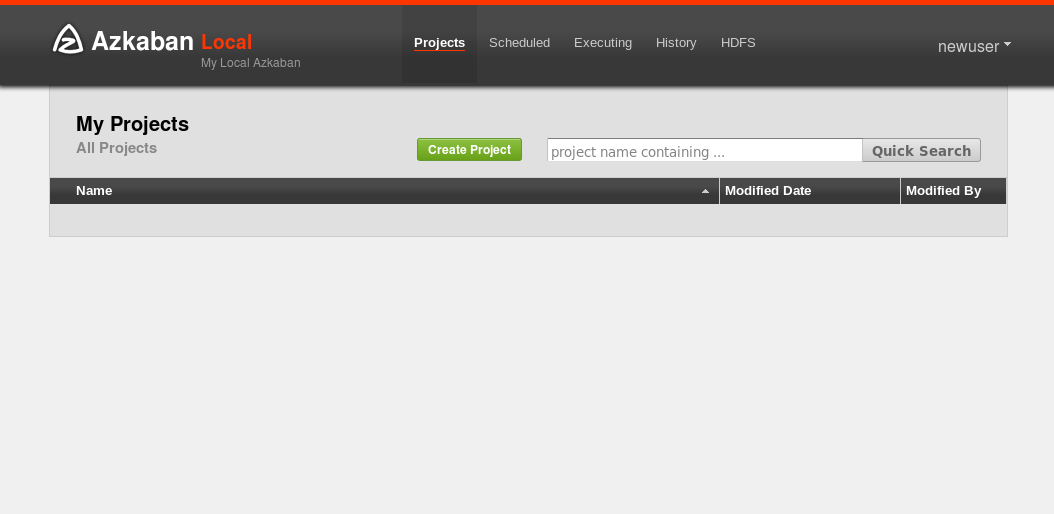 Azkaban Local
My Local Azkaban
Projects Scheduled Executing History HDFS
newuser
My Projects
All Projects
Create Project
project name containing ...
Quick Search
Name Modified Date Modified By